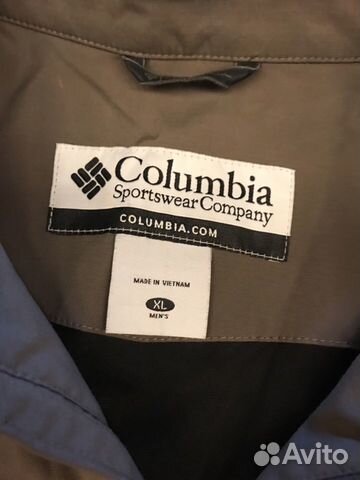 Columbia
Sportswear Company
COLUMBIA.COM
MADE IN VIETNAM
XL
MEN'S
Avito